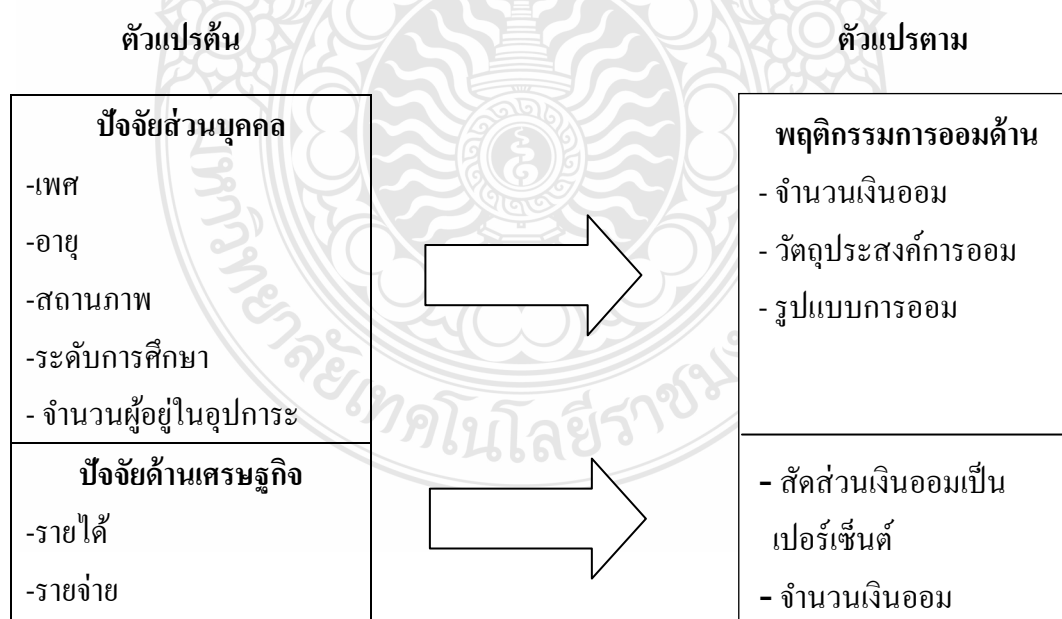 ตัวแปรต้น
ตัวแปรตาม
ปัจจัยส่วนบุคคล
-เพศ
-อายุ
-สถานภาพ
-ระดับการศึกษา
- จำนวนผู้อยู่ในอุปการะ
ปัจจัยด้านเศรษฐกิจ
-รายได้
-รายจ่าย
พฤติกรรมการออมด้าน
- จำนวนเงินออม
- วัตถุประสงค์การออม
- รูปแบบการออม
- สัดส่วนเงินออมเป็น
เปอร์เซ็นต์
- จำนวนเงินออม